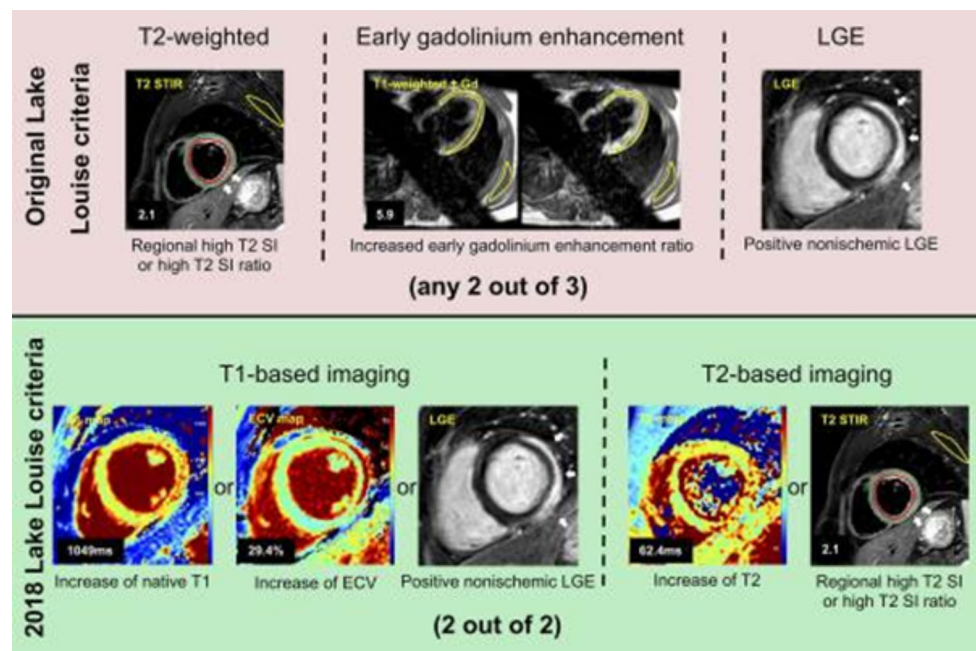 Original Lake
Louise criteria
T2-weighted
Early gadolinium enhancement
LGE
T2 STIR
T1-weighted ± Gd
LGE
2.1
5.9
Regional high T2 SI
or high T2 SI ratio
Increased early gadolinium enhancement ratio
Positive nonischemic LGE
(any 2 out of 3)
2018 Lake Louise criteria
T1-based imaging
T2-based imaging
map
ECV map
LGE
T2 STIR
or
or
or
1049ms
29.4%
62.4ms
2.1
Increase of native T1
Increase of ECV
Positive nonischemic LGE
Increase of T2
Regional high T2 SI
or high T2 SI ratio
(2 out of 2)